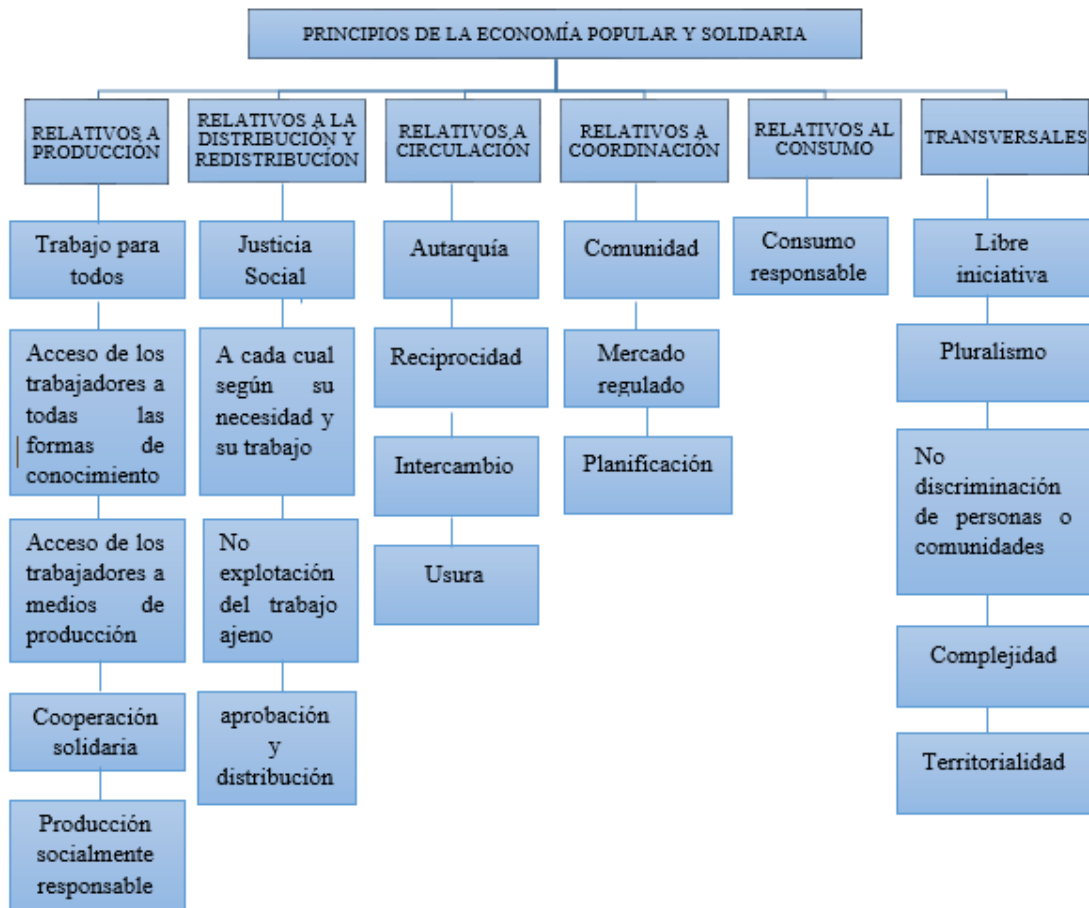 PRINCIPIOS DE LA ECONOMÍA POPULAR Y SOLIDARIA
RELATIVOS A
PRODUCCIÓN
Trabajo para
todos
Acceso de los
trabajadores a
todas las
formas de
conocimiento
Acceso de los
trabajadores a
medios de
producción
Cooperación
solidaria
Producción
socialmente
responsable
RELATIVOS A LA
DISTRIBUCIÓN Y
REDISTRIBUCÍON
Justicia
Social
A cada cual
según su
necesidad y
su trabajo
No
explotación
del trabajo
ajeno
aprobación
y
distribución
RELATIVOS A
CIRCULACIÓN
Autarquía
Reciprocidad
Intercambio
Usura
RELATIVOS A
COORDINACIÓN
Comunidad
Mercado
regulado
Planificación
RELATIVOS AL
CONSUMO
Consumo
responsable
TRANSVERSALES
Libre
iniciativa
Pluralismo
No
discriminación
de personas o
comunidades
Complejidad
Territorialidad